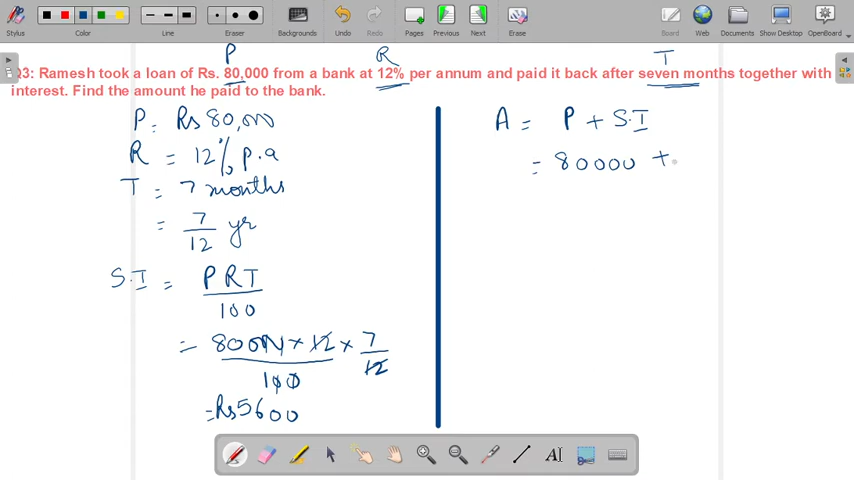 Stylus
Color
Line
Eraser
Backgrounds
Undo
Redo
Pages
Previous
Next
Erase
Board
Web
Documents
Show Desktop
OpenBoard
P R T
Q3: Ramesh took a loan of Rs. 80,000 from a bank at 12% per annum and paid it back after seven months together with
interest. Find the amount he paid to the bank.
P = Rs 80,000
R = 12% p.a
T = 7 months
= 7/12 yr
S.I = PRT/100
= 80000 × 12 × 7/12
100
= Rs 5600
A = P + S.I
= 80000 +